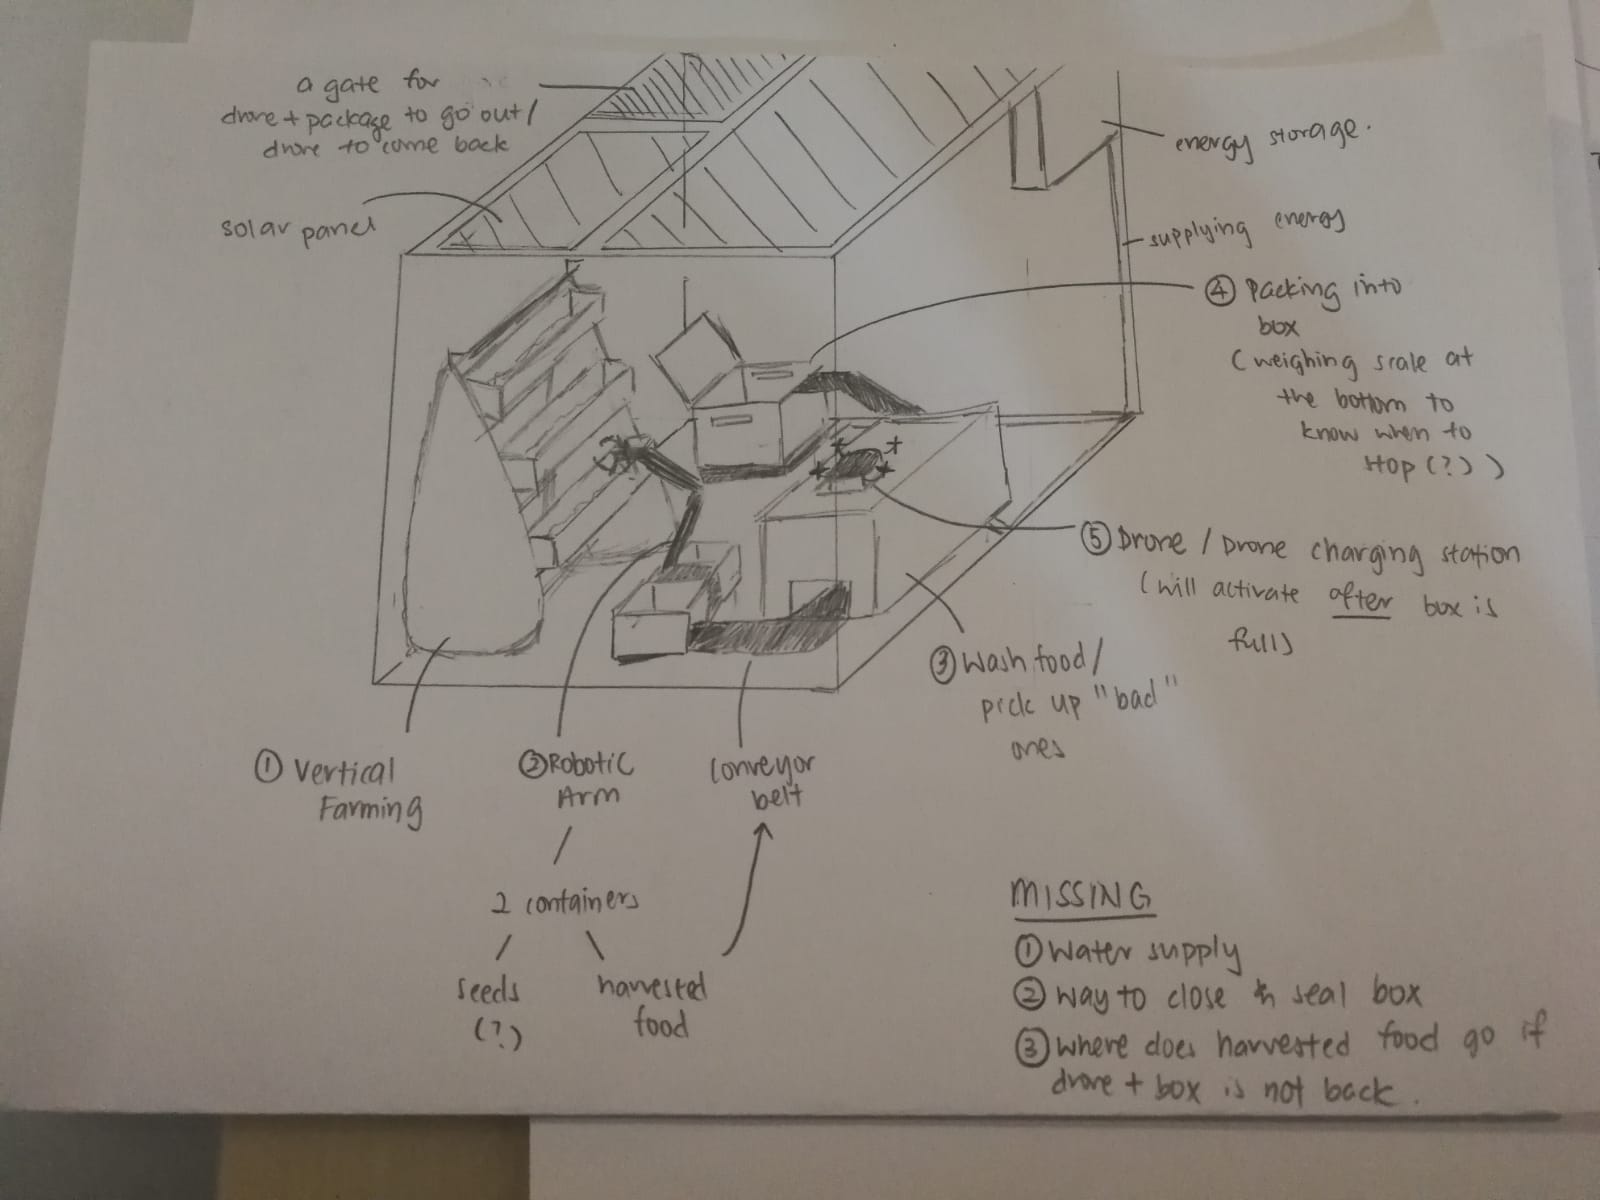 a gate for
drone + package to go out /
drone to come back
solar panel
energy storage.
supplying energy
④ Packing into
box
(weighing scale at
the bottom to
know when to
stop (?))
⑤ Drone / Drone charging station
(will activate after box is
full)
③ Wash food /
pick up "bad"
ones
① Vertical
Farming
② Robotic
Arm
conveyor
belt
2 containers
seeds
(?)
harvested
food
MISSING
① Water supply
② Way to close & seal box
③ Where does harvested food go if
drone + box is not back.